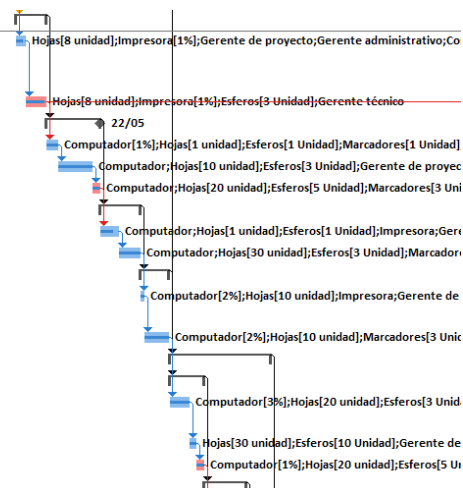 Hojas[8 unidad];Impresora[1%];Gerente de proyecto;Gerente administrativo;Co
Hojas[8 unidad];Impresora[1%];Esferos[3 Unidad];Gerente técnico
22/05
Computador[1%];Hojas[1 unidad];Esferos[1 Unidad];Marcadores[1 Unidad]
Computador;Hojas[10 unidad];Esferos[3 Unidad];Gerente de proyec
Computador;Hojas[20 unidad];Esferos[5 Unidad];Marcadores[3 Uni
Computador;Hojas[1 unidad];Esferos[1 Unidad];Impresora;Gere
Computador;Hojas[30 unidad];Esferos[3 Unidad];Marcador
Computador[2%];Hojas[10 unidad];Impresora;Gerente de
Computador[2%];Hojas[10 unidad];Marcadores[3 Unid
Computador[3%];Hojas[20 unidad];Esferos[3 Unida
Hojas[30 unidad];Esferos[10 Unidad];Gerente de
Computador[1%];Hojas[20 unidad];Esferos[5 Un